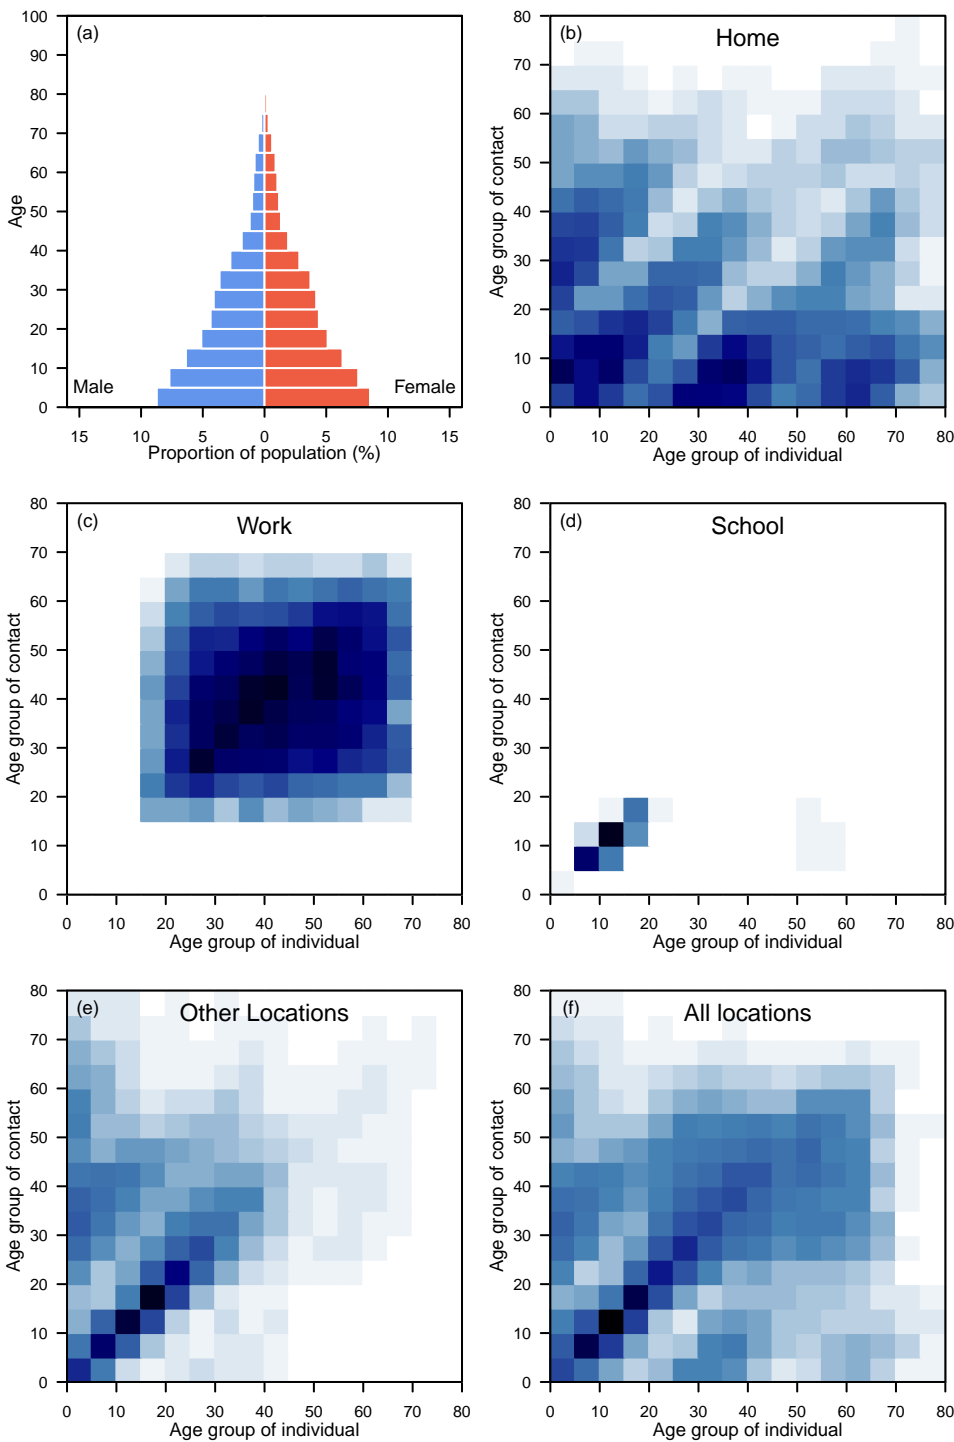 (a)
100
90
80
70
60
50
40
30
20
10
0
Age
Male
Female
15 10 5 0 5 10 15
Proportion of population (%)
(b)
Home
80
70
60
50
40
30
20
10
0
Age group of contact
0 10 20 30 40 50 60 70 80
Age group of individual
(c)
Work
80
70
60
50
40
30
20
10
0
Age group of contact
0 10 20 30 40 50 60 70 80
Age group of individual
(d)
School
80
70
60
50
40
30
20
10
0
Age group of contact
0 10 20 30 40 50 60 70 80
Age group of individual
(e)
Other Locations
80
70
60
50
40
30
20
10
0
Age group of contact
0 10 20 30 40 50 60 70 80
Age group of individual
(f)
All locations
80
70
60
50
40
30
20
10
0
Age group of contact
0 10 20 30 40 50 60 70 80
Age group of individual